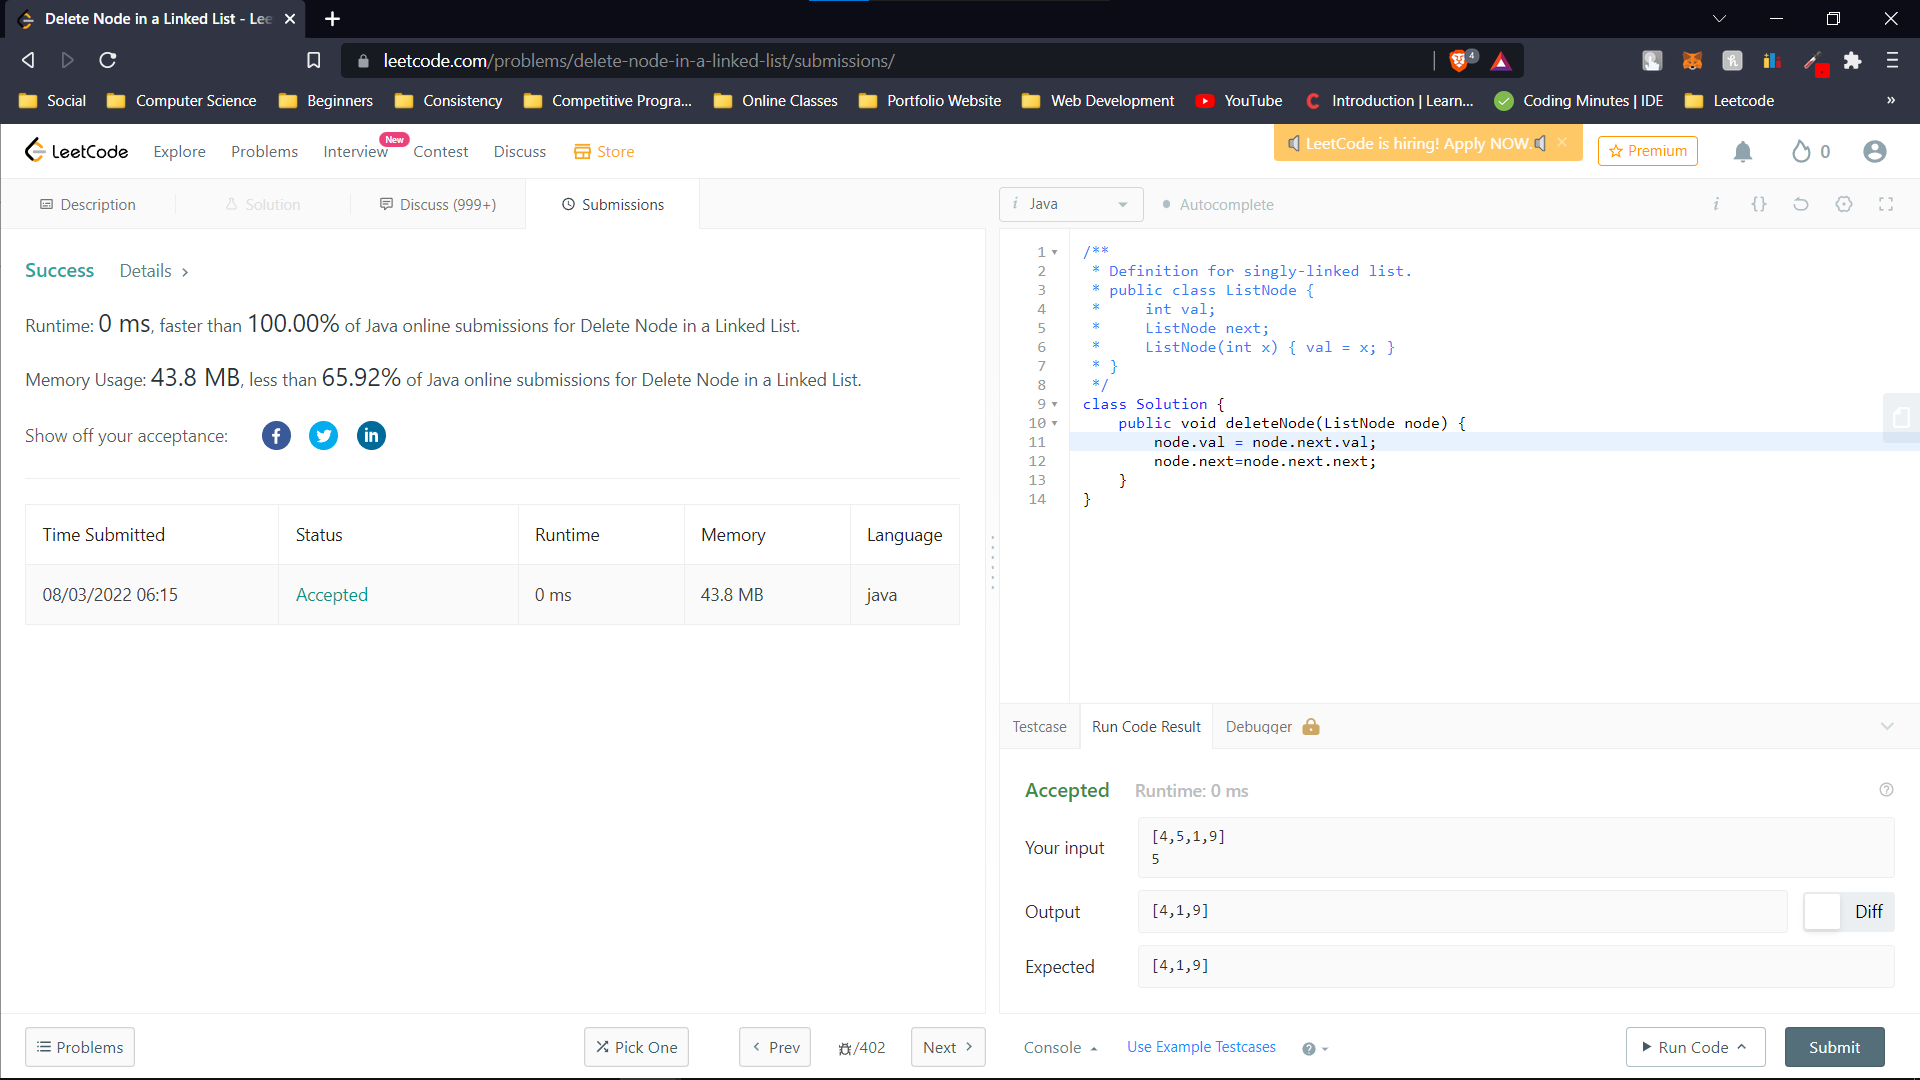 Delete Node in a Linked List - Lee
leetcode.com/problems/delete-node-in-a-linked-list/submissions/
4
Social Computer Science Beginners Consistency Competitive Progra... Online Classes Portfolio Website Web Development YouTube Introduction | Learn... Coding Minutes | IDE Leetcode »
LeetCode Explore Problems Interview New Contest Discuss Store
LeetCode is hiring! Apply NOW.
Premium 0
Description Solution Discuss (999+) Submissions
i Java Autocomplete i {}
Success Details >
Runtime: 0 ms, faster than 100.00% of Java online submissions for Delete Node in a Linked List.
Memory Usage: 43.8 MB, less than 65.92% of Java online submissions for Delete Node in a Linked List.
Show off your acceptance:
Time Submitted Status Runtime Memory Language
08/03/2022 06:15 Accepted 0 ms 43.8 MB java
1 /**
2 * Definition for singly-linked list.
3 * public class ListNode {
4 *     int val;
5 *     ListNode next;
6 *     ListNode(int x) { val = x; }
7 * }
8 */
9 class Solution {
10     public void deleteNode(ListNode node) {
11         node.val = node.next.val;
12         node.next=node.next.next;
13     }
14 }
Testcase Run Code Result Debugger
Accepted Runtime: 0 ms
Your input
[4,5,1,9]
5
Output
[4,1,9]
Diff
Expected
[4,1,9]
Problems Pick One < Prev /402 Next >
Console Use Example Testcases Run Code Submit